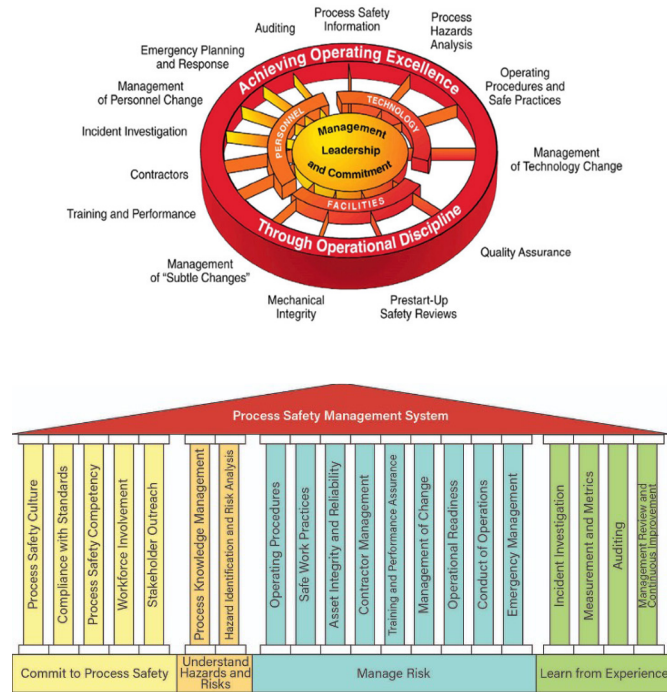 Process Safety
Information
Auditing
Process
Hazards
Analysis
Emergency Planning
and Response
Achieving Operating Excellence
Operating
Procedures and
Safe Practices
Management
of Personnel Change
PERSONNEL
TECHNOLOGY
Incident Investigation
Management
Leadership
and Commitment
Management
of Technology Change
Contractors
FACILITIES
Training and Performance
Through Operational Discipline
Quality Assurance
Management
of "Subtle Changes"
Mechanical
Integrity
Prestart-Up
Safety Reviews
Process Safety Management System
Process Safety Culture
Compliance with Standards
Process Safety Competency
Workforce Involvement
Stakeholder Outreach
Process Knowledge Management
Hazard Identification and Risk Analysis
Operating Procedures
Safe Work Practices
Asset Integrity and Reliability
Contractor Management
Training and Performance Assurance
Management of Change
Operational Readiness
Conduct of Operations
Emergency Management
Incident Investigation
Measurement and Metrics
Auditing
Management Review and
Continuous Improvement
Commit to Process Safety
Understand
Hazards and
Risks
Manage Risk
Learn from Experience